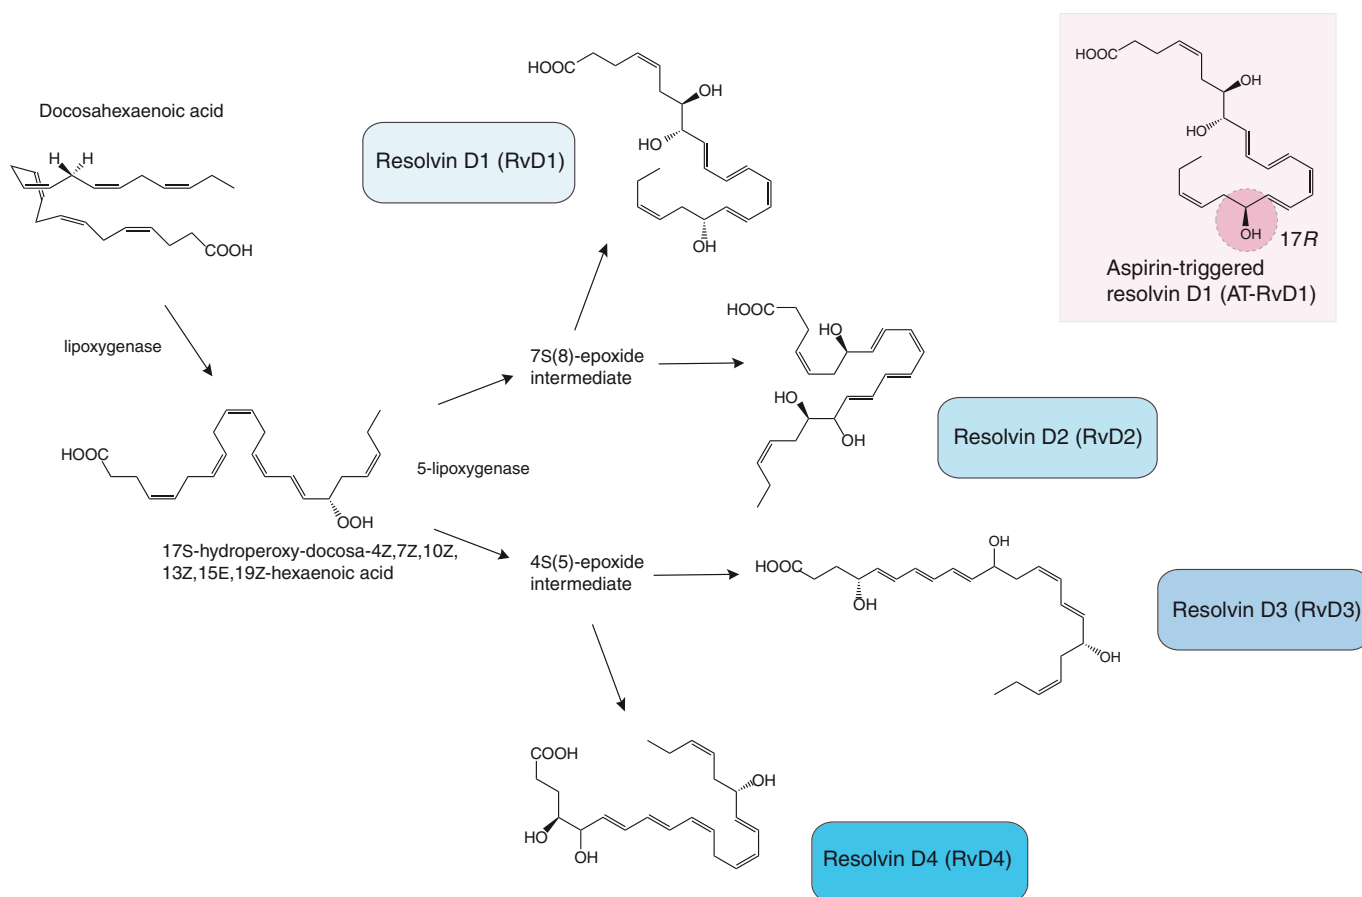 Docosahexaenoic acid
H H
COOH
lipoxygenase
HOOC
OOH
17S-hydroperoxy-docosa-4Z,7Z,10Z,
13Z,15E,19Z-hexaenoic acid
5-lipoxygenase
7S(8)-epoxide
intermediate
4S(5)-epoxide
intermediate
Resolvin D1 (RvD1)
HOOC
OH
HO
OH
HOOC
OH
HO
OH
17R
Aspirin-triggered
resolvin D1 (AT-RvD1)
HOOC
HO
HO
OH
Resolvin D2 (RvD2)
HOOC
OH
OH
OH
Resolvin D3 (RvD3)
COOH
OH
HO
OH
Resolvin D4 (RvD4)